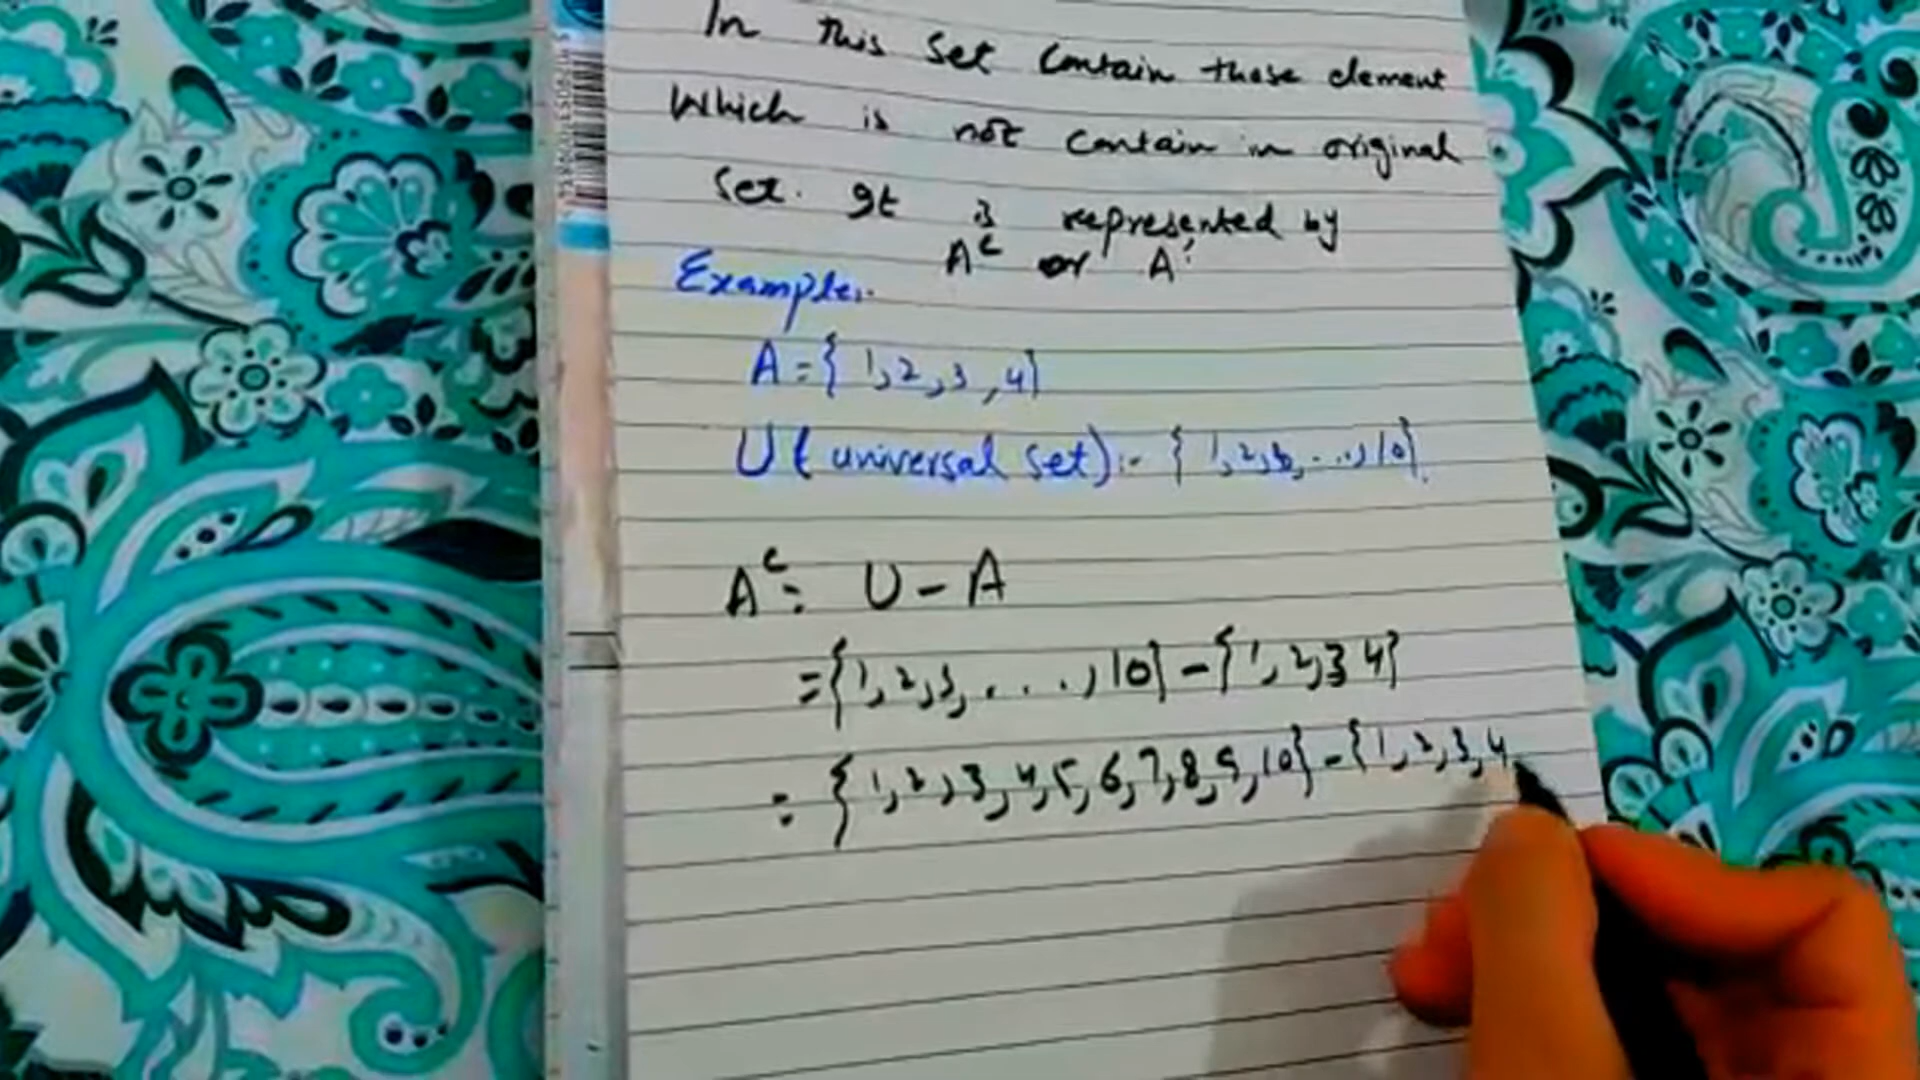 In this set contain those element
which is not contain in original
set. It is represented by
A^c or A'
Example:-
A = { 1, 2, 3, 4}
U ( universal set) :- { 1, 2, 3, ..., 10}.
A^c = U - A
= { 1, 2, 3, . . . , 10} - { 1, 2, 3 4}
= { 1, 2, 3, 4, 5, 6, 7, 8, 9, 10} - { 1, 2, 3, 4